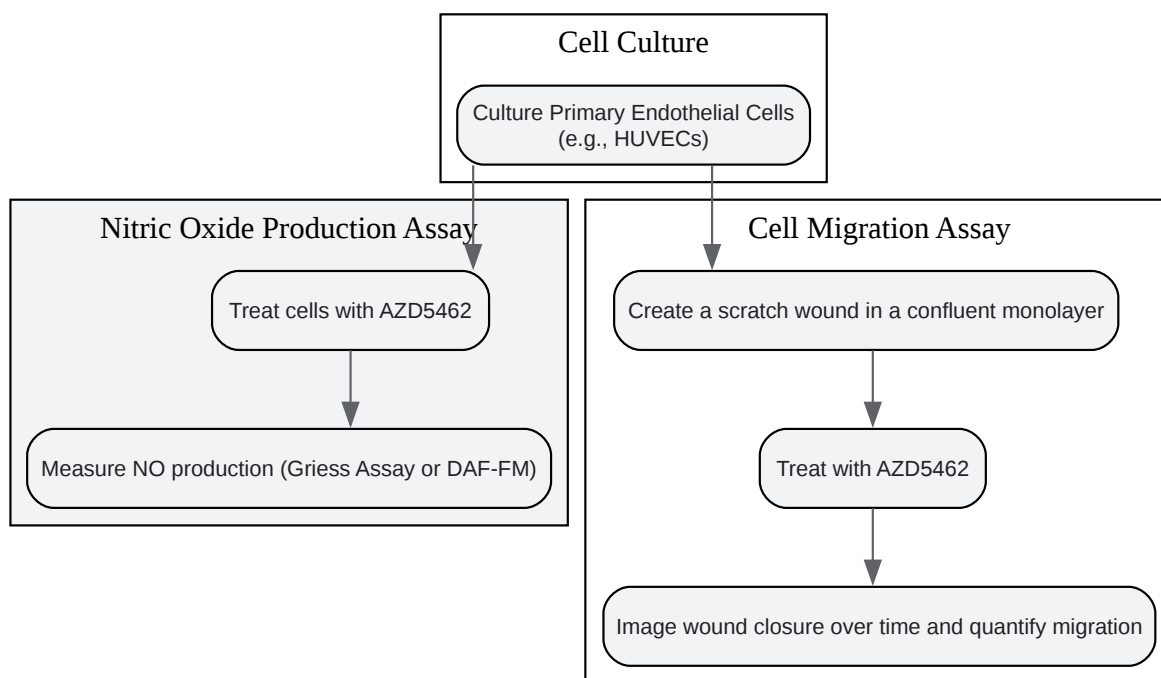 Cell Culture
Culture Primary Endothelial Cells
(e.g., HUVECs)
Nitric Oxide Production Assay
Treat cells with AZD5462
Measure NO production (Griess Assay or DAF-FM)
Cell Migration Assay
Create a scratch wound in a confluent monolayer
Treat with AZD5462
Image wound closure over time and quantify migration